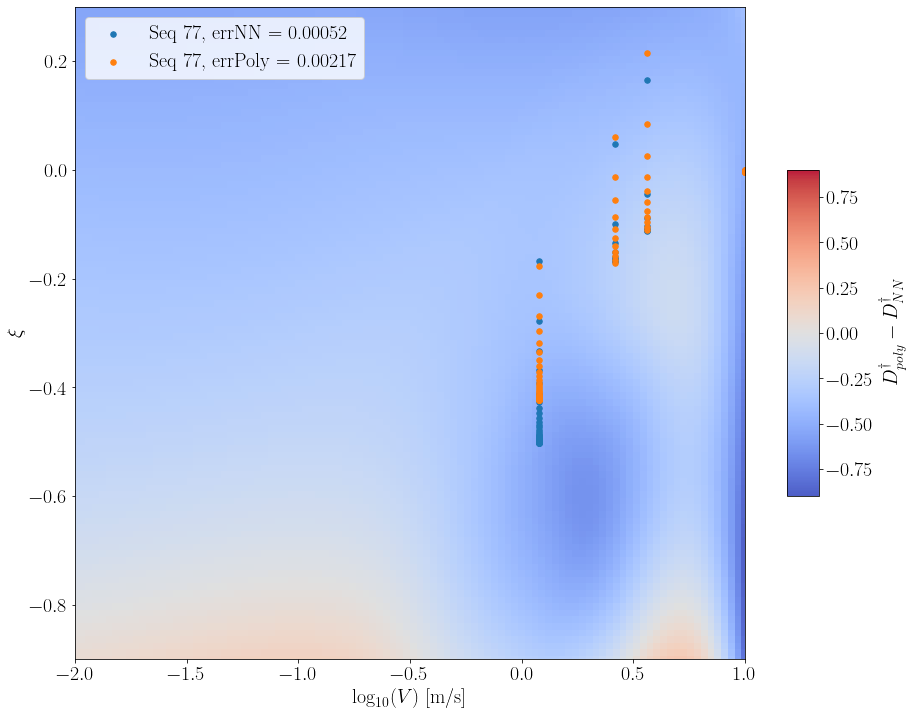 Seq 77, errNN = 0.00052
Seq 77, errPoly = 0.00217
0.2
0.0
−0.2
−0.4
−0.6
−0.8
ξ
−2.0 −1.5 −1.0 −0.5 0.0 0.5 1.0
log₁₀(V) [m/s]
0.75
0.50
0.25
0.00
−0.25
−0.50
−0.75
D†poly − D†NN